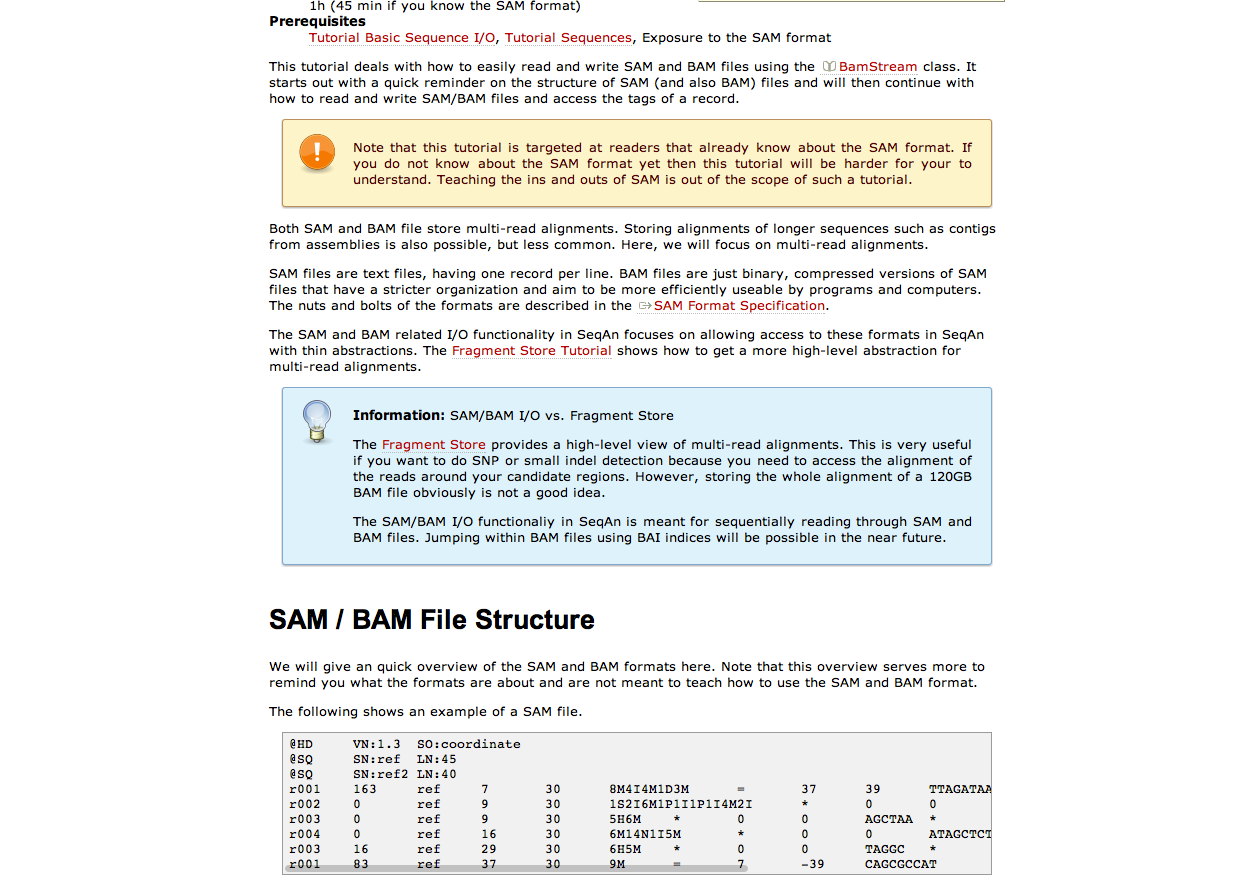 1h (45 min if you know the SAM format)
Prerequisites
Tutorial Basic Sequence I/O, Tutorial Sequences, Exposure to the SAM format
This tutorial deals with how to easily read and write SAM and BAM files using the BamStream class. It
starts out with a quick reminder on the structure of SAM (and also BAM) files and will then continue with
how to read and write SAM/BAM files and access the tags of a record.
Note that this tutorial is targeted at readers that already know about the SAM format. If
you do not know about the SAM format yet then this tutorial will be harder for your to
understand. Teaching the ins and outs of SAM is out of the scope of such a tutorial.
Both SAM and BAM file store multi-read alignments. Storing alignments of longer sequences such as contigs
from assemblies is also possible, but less common. Here, we will focus on multi-read alignments.
SAM files are text files, having one record per line. BAM files are just binary, compressed versions of SAM
files that have a stricter organization and aim to be more efficiently useable by programs and computers.
The nuts and bolts of the formats are described in the SAM Format Specification.
The SAM and BAM related I/O functionality in SeqAn focuses on allowing access to these formats in SeqAn
with thin abstractions. The Fragment Store Tutorial shows how to get a more high-level abstraction for
multi-read alignments.
Information: SAM/BAM I/O vs. Fragment Store
The Fragment Store provides a high-level view of multi-read alignments. This is very useful
if you want to do SNP or small indel detection because you need to access the alignment of
the reads around your candidate regions. However, storing the whole alignment of a 120GB
BAM file obviously is not a good idea.
The SAM/BAM I/O functionaliy in SeqAn is meant for sequentially reading through SAM and
BAM files. Jumping within BAM files using BAI indices will be possible in the near future.
SAM / BAM File Structure
We will give an quick overview of the SAM and BAM formats here. Note that this overview serves more to
remind you what the formats are about and are not meant to teach how to use the SAM and BAM format.
The following shows an example of a SAM file.
@HD VN:1.3 SO:coordinate
@SQ SN:ref LN:45
@SQ SN:ref2 LN:40
r001 163 ref 7 30 8M4I4M1D3M = 37 39 TTAGATAA
r002 0 ref 9 30 1S2I6M1P1I1P1I4M2I * 0 0
r003 0 ref 9 30 5H6M * 0 0 AGCTAA *
r004 0 ref 16 30 6M14N1I5M * 0 0 ATAGCTCT
r003 16 ref 29 30 6H5M * 0 0 TAGGC *
r001 83 ref 37 30 9M = 7 -39 CAGCGCCAT